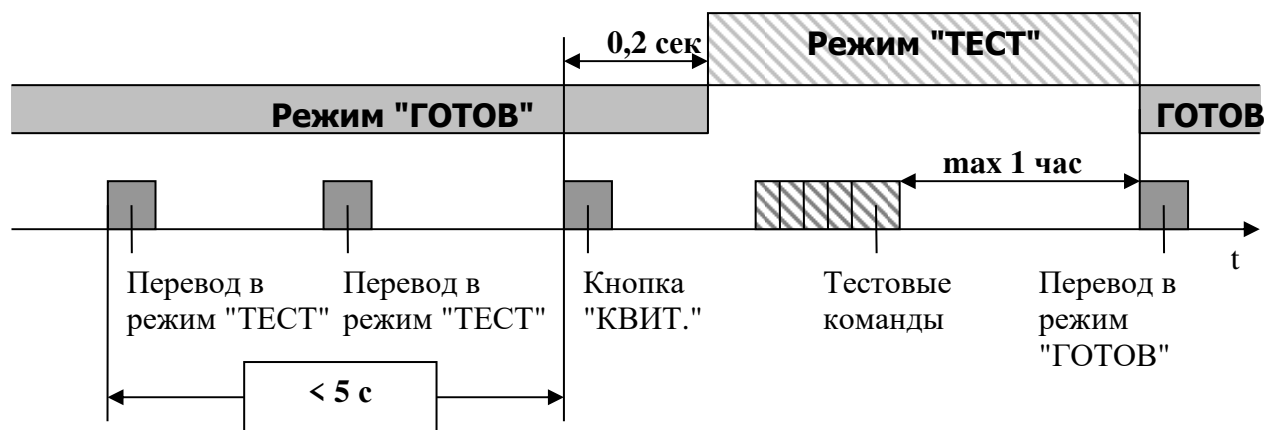 0,2 сек
Режим "ТЕСТ"
Режим "ГОТОВ"
ГОТОВ
max 1 час
t
Перевод в
режим "ТЕСТ"
Перевод в
режим "ТЕСТ"
Кнопка
"КВИТ."
Тестовые
команды
Перевод в
режим
"ГОТОВ"
< 5 с